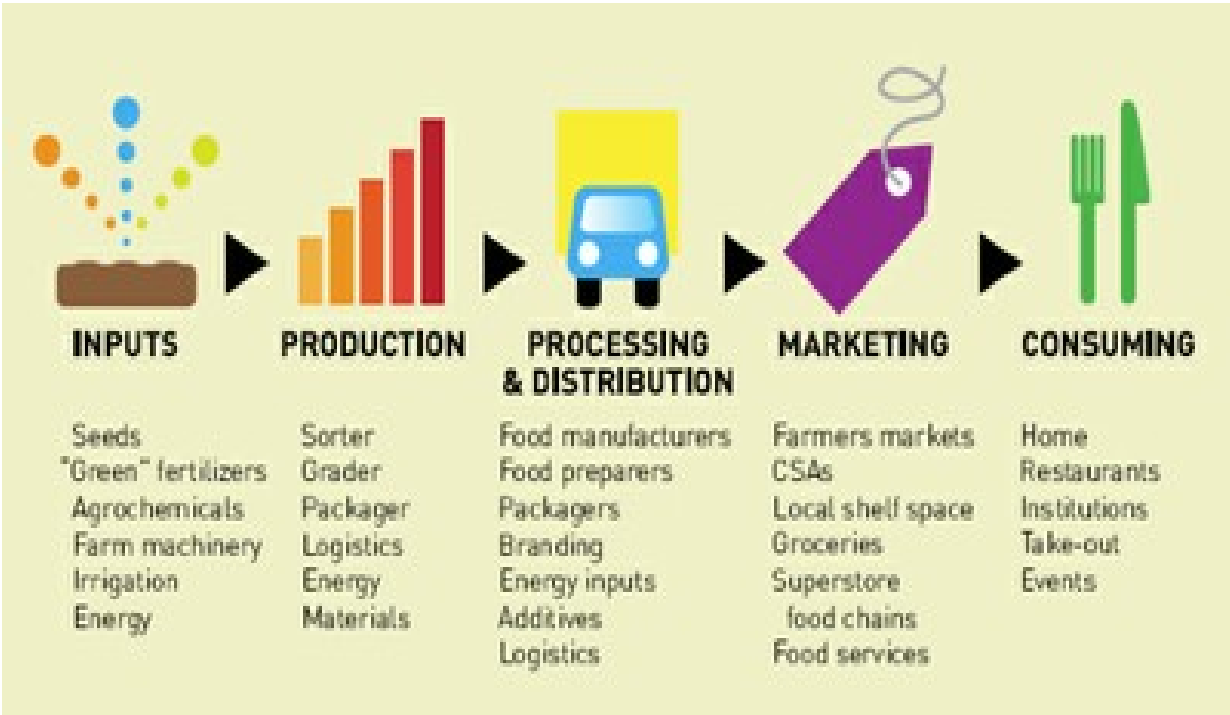 INPUTS
Seeds
"Green" fertilizers
Agrochemicals
Farm machinery
Irrigation
Energy
PRODUCTION
Sorter
Grader
Packager
Logistics
Energy
Materials
PROCESSING
& DISTRIBUTION
Food manufacturers
Food preparers
Packagers
Branding
Energy inputs
Additives
Logistics
MARKETING
Farmers markets
CSAs
Local shelf space
Groceries
Superstore
food chains
Food services
CONSUMING
Home
Restaurants
Institutions
Take-out
Events